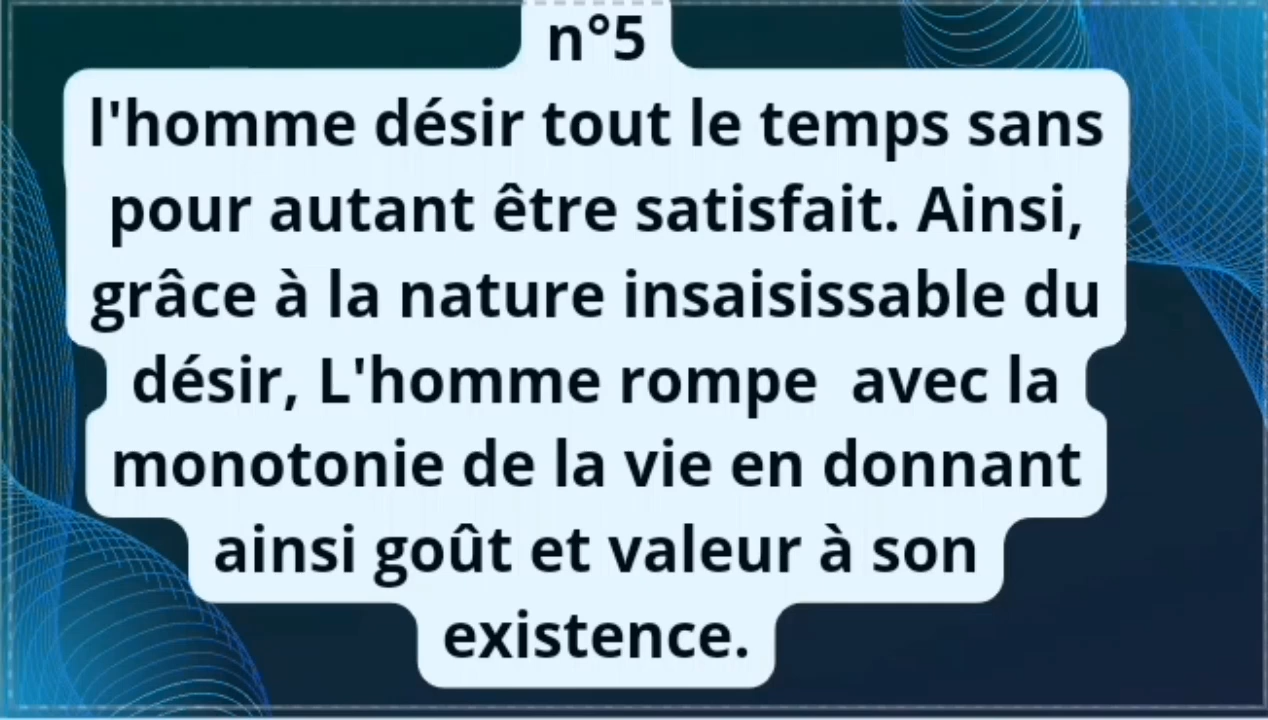 n°5
l'homme désir tout le temps sans
pour autant être satisfait. Ainsi,
grâce à la nature insaisissable du
désir, L'homme rompe  avec la
monotonie de la vie en donnant
ainsi goût et valeur à son
existence.